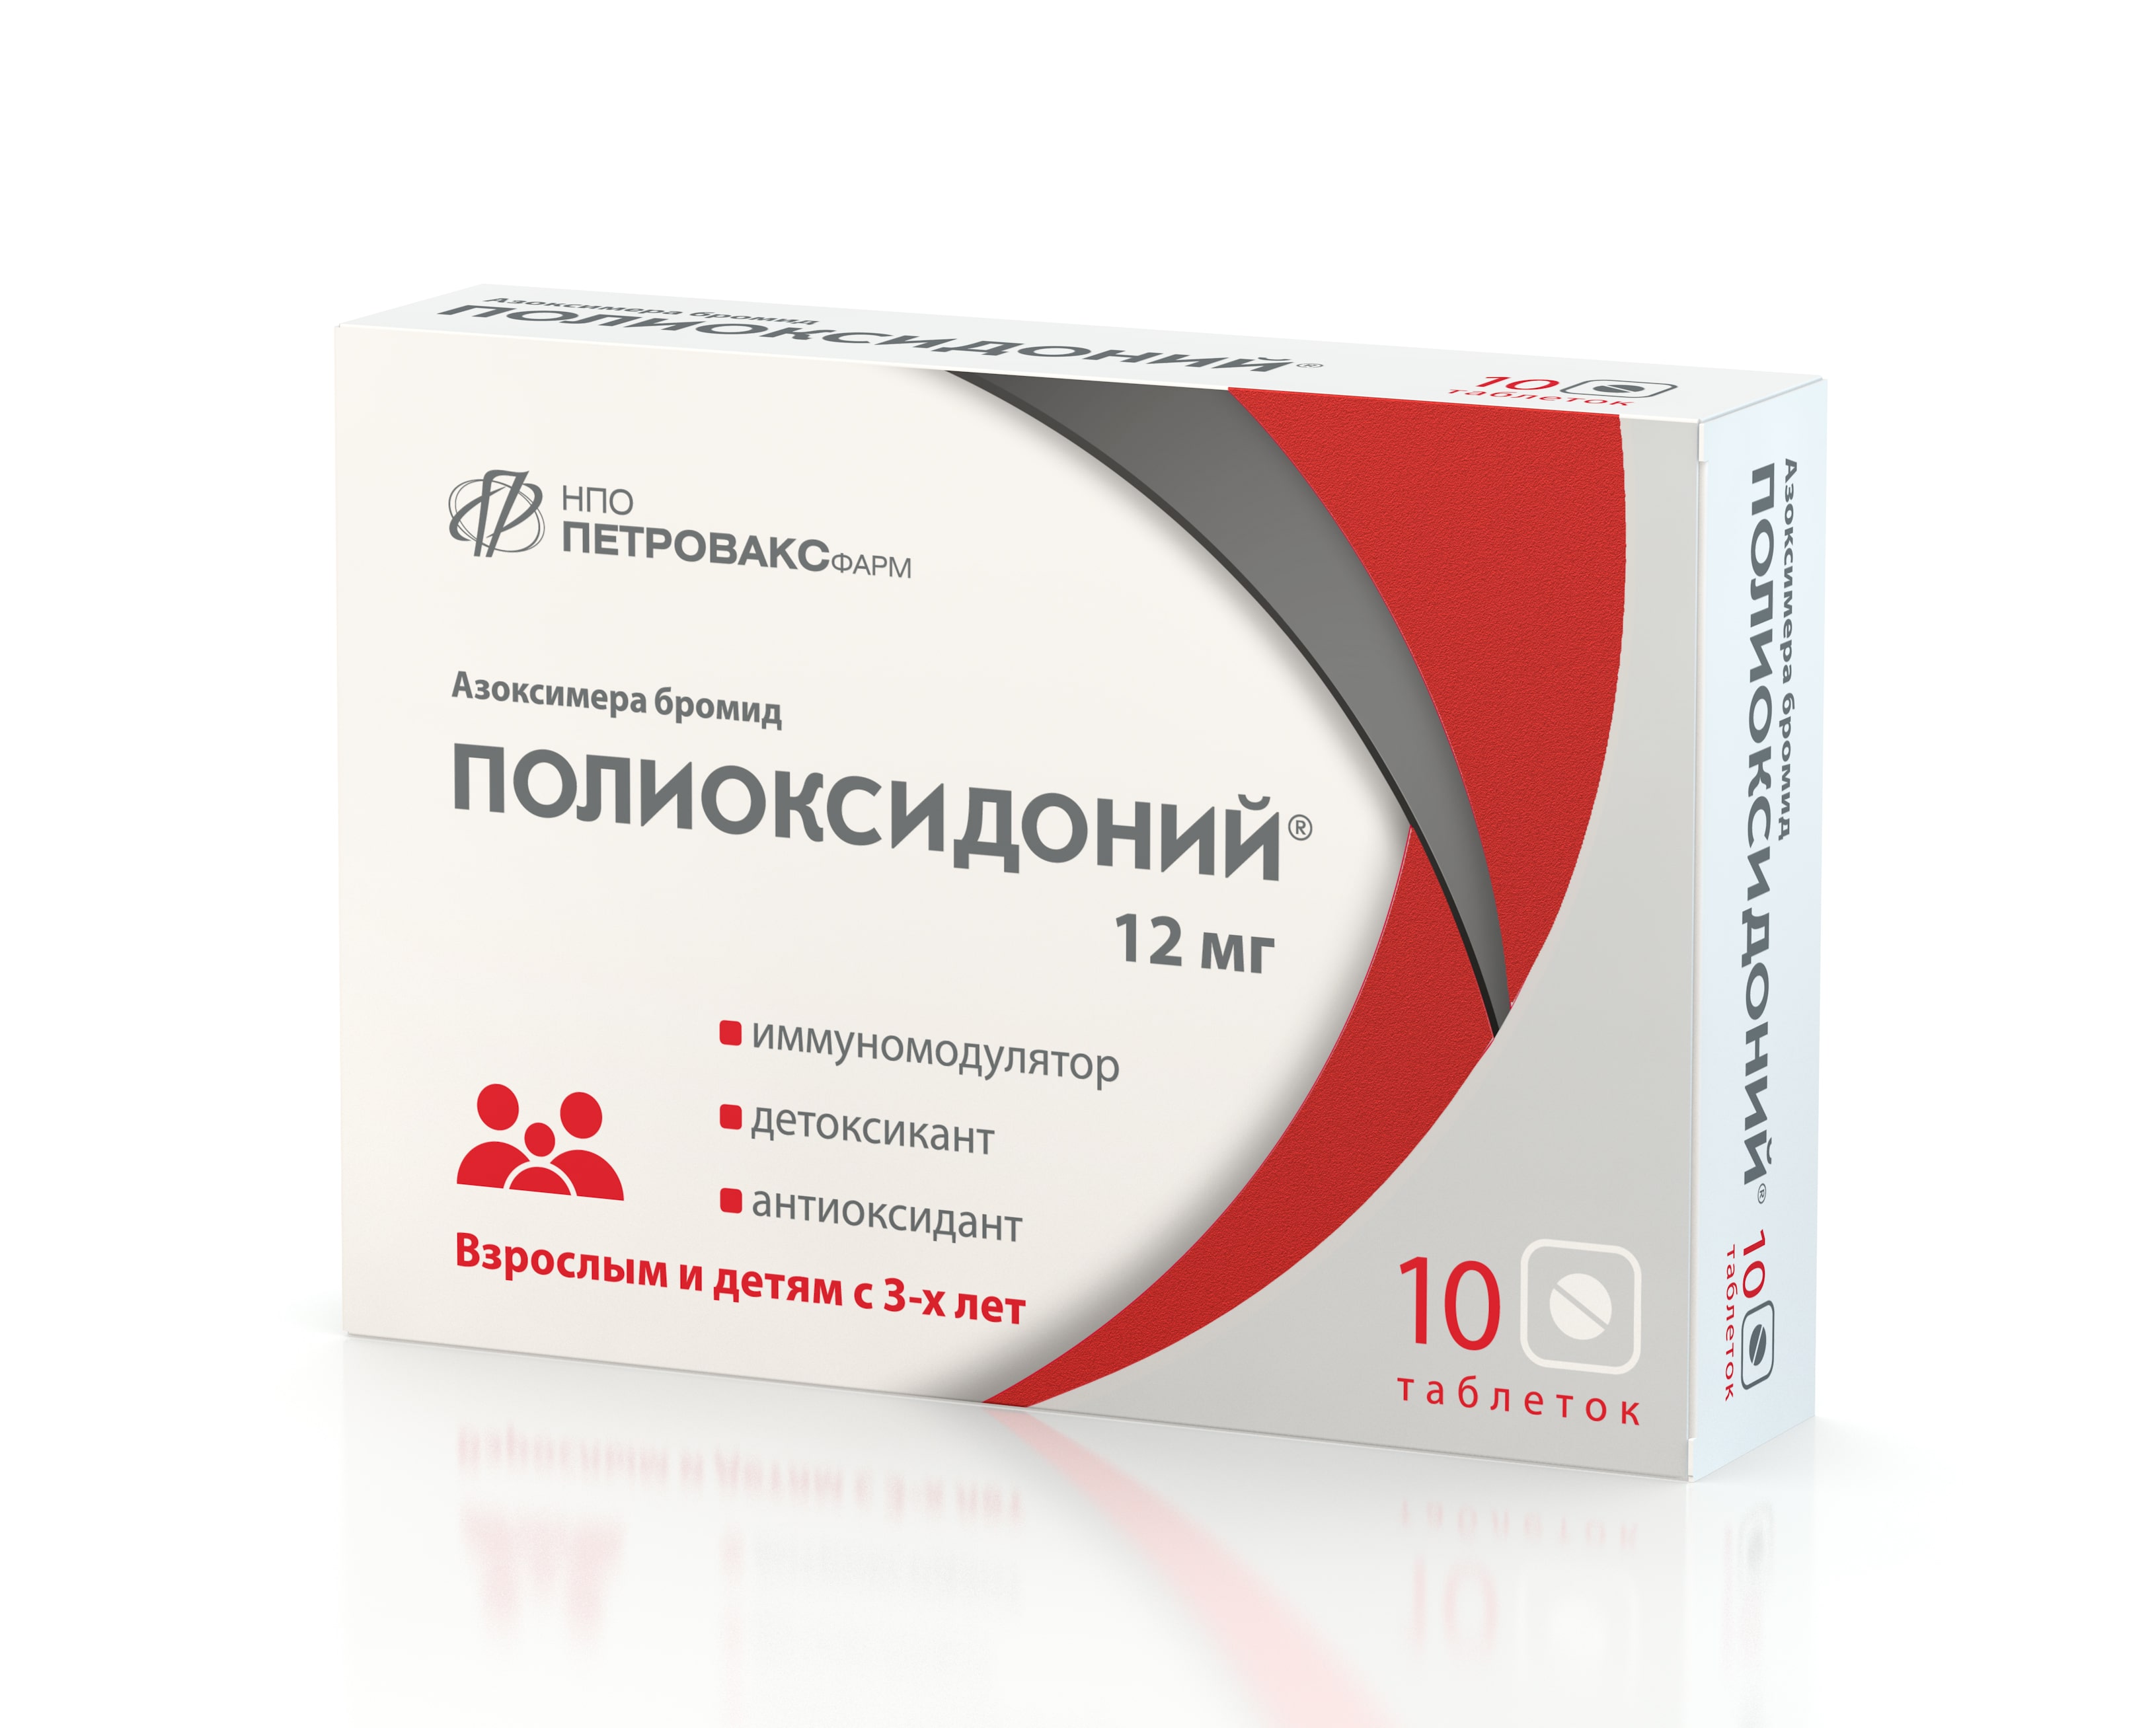 Азоксимера бромид
ПОЛИОКСИДОНИЙ®
10
таблеток
НПО
ПЕТРОВАКСФАРМ
Азоксимера бромид
ПОЛИОКСИДОНИЙ®
12 мг
иммуномодулятор
детоксикант
антиоксидант
Взрослым и детям с 3-х лет
10
таблеток
Азоксимера бромид
ПОЛИОКСИДОНИЙ®
10
таблеток